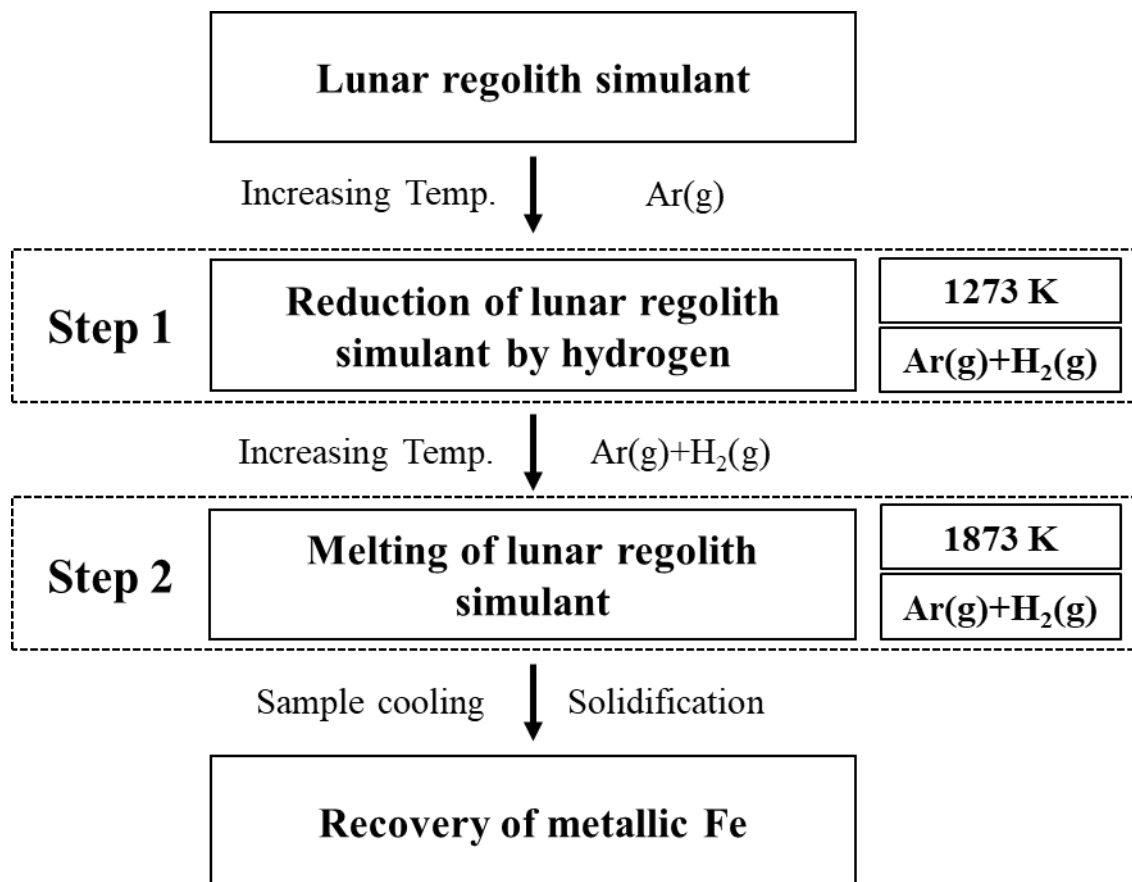 Lunar regolith simulant
Increasing Temp.
Ar(g)
Step 1
Reduction of lunar regolith
simulant by hydrogen
1273 K
Ar(g)+H₂(g)
Increasing Temp.
Ar(g)+H₂(g)
Step 2
Melting of lunar regolith
simulant
1873 K
Ar(g)+H₂(g)
Sample cooling
Solidification
Recovery of metallic Fe